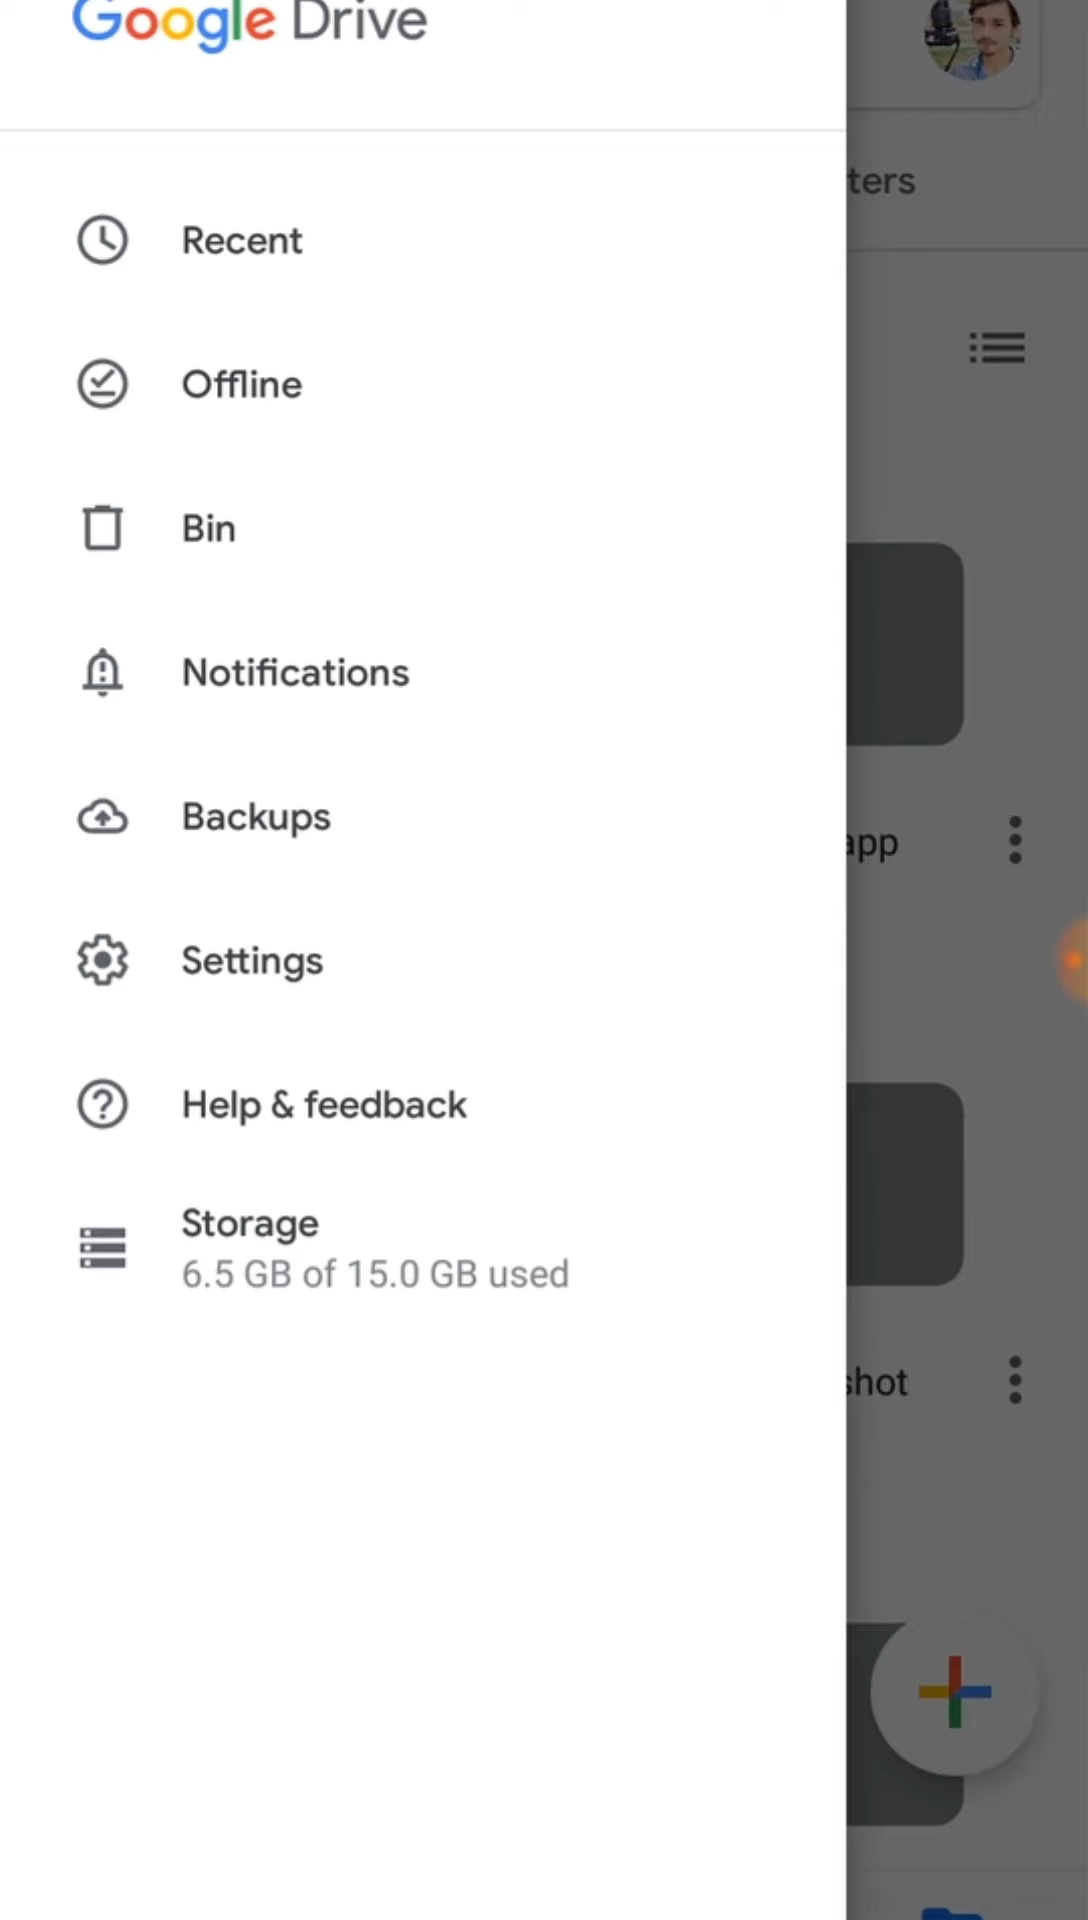 Google Drive
Recent
Offline
Bin
Notifications
Backups
Settings
Help & feedback
Storage
6.5 GB of 15.0 GB used
ters
app
shot